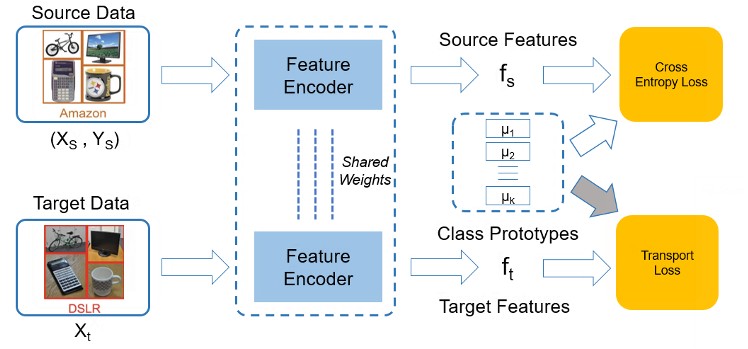 Source Data
Amazon
(XS , YS)
Target Data
DSLR
Xt
Feature
Encoder
Shared
Weights
Feature
Encoder
Source Features
fs
μ1
μ2
μk
Class Prototypes
ft
Target Features
Cross
Entropy Loss
Transport
Loss